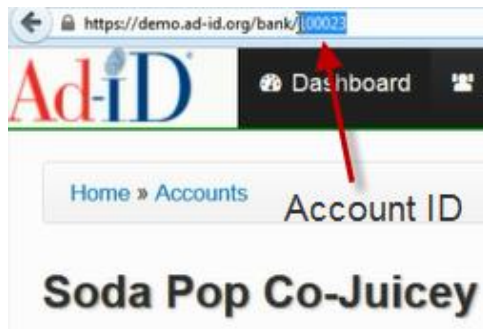 https://demo.ad-id.org/bank/100023
Ad-iD Dashboard
Home » Accounts
Account ID
Soda Pop Co-Juicey